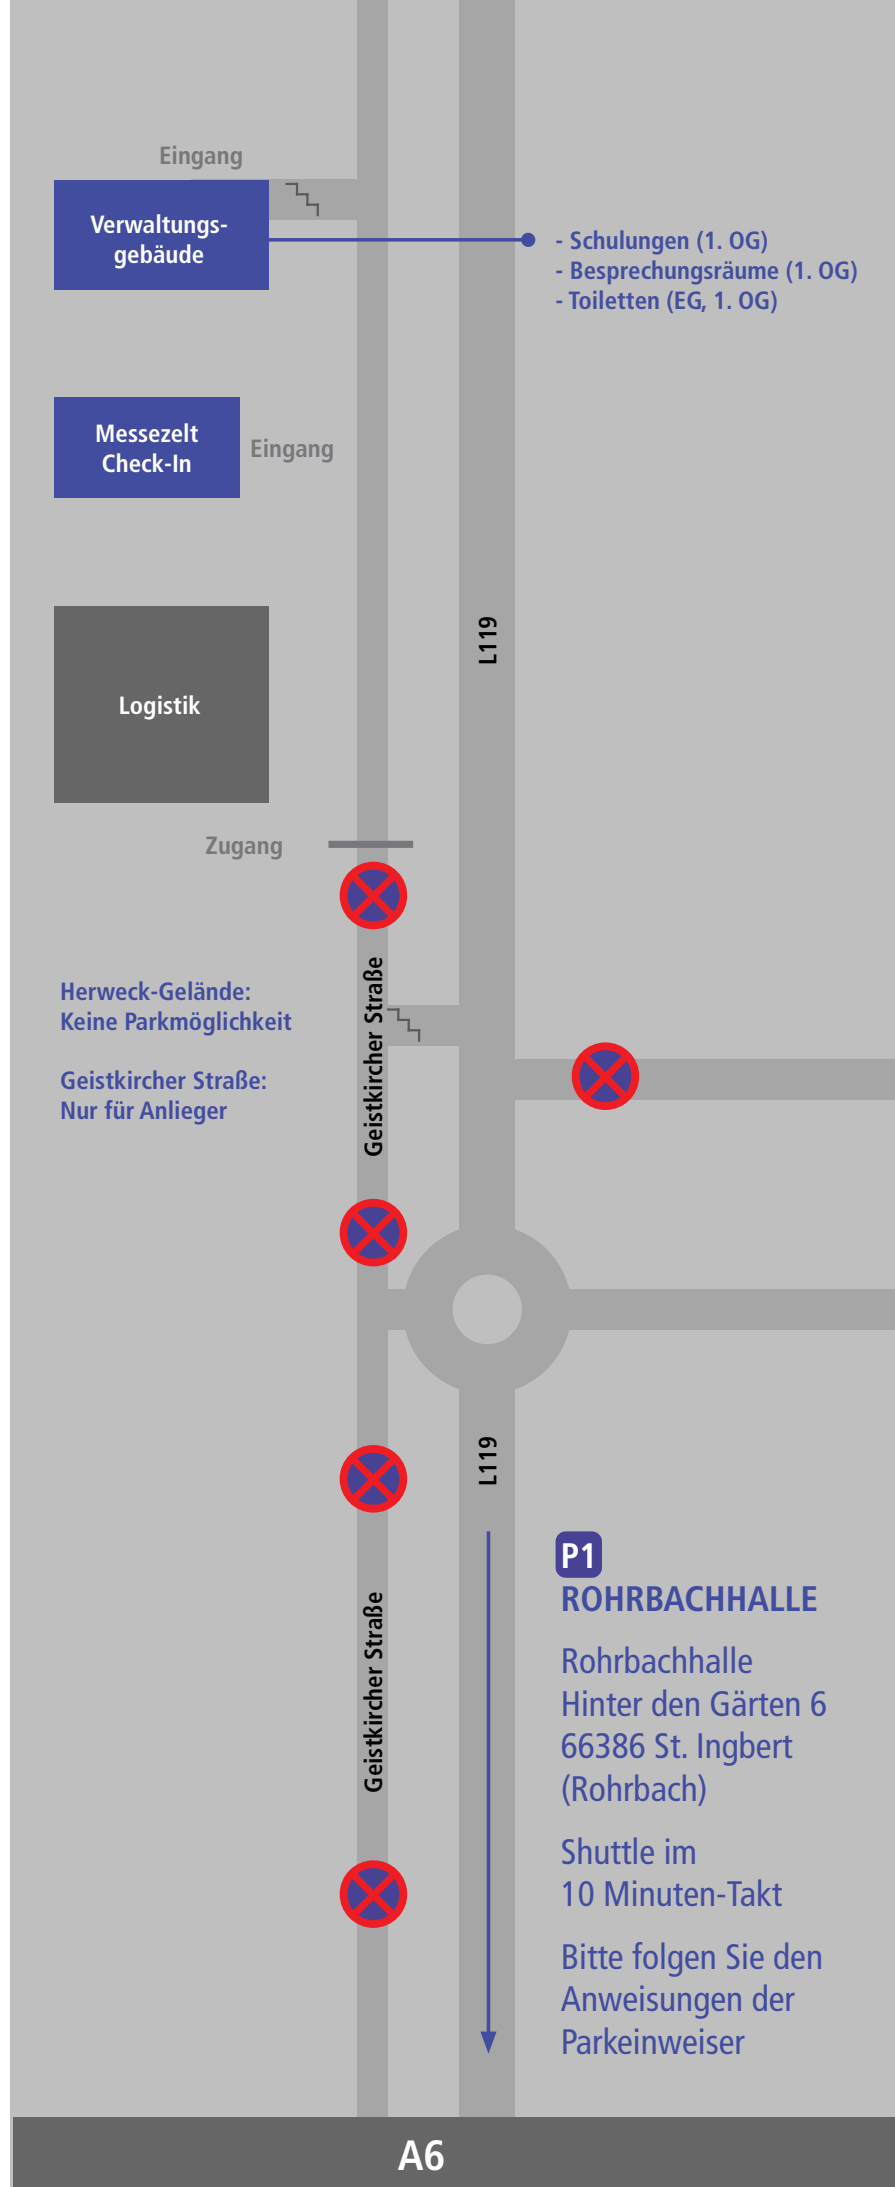 Eingang
Verwaltungs-
gebäude
- Schulungen (1. OG)
- Besprechungsräume (1. OG)
- Toiletten (EG, 1. OG)
Messezelt
Check-In
Eingang
L119
Logistik
Zugang
Geistkircher Straße
Herweck-Gelände:
Keine Parkmöglichkeit
Geistkircher Straße:
Nur für Anlieger
L119
P1
ROHRBACHHALLE
Geistkircher Straße
Rohrbachhalle
Hinter den Gärten 6
66386 St. Ingbert
(Rohrbach)
Shuttle im
10 Minuten-Takt
Bitte folgen Sie den
Anweisungen der
Parkeinweiser
A6